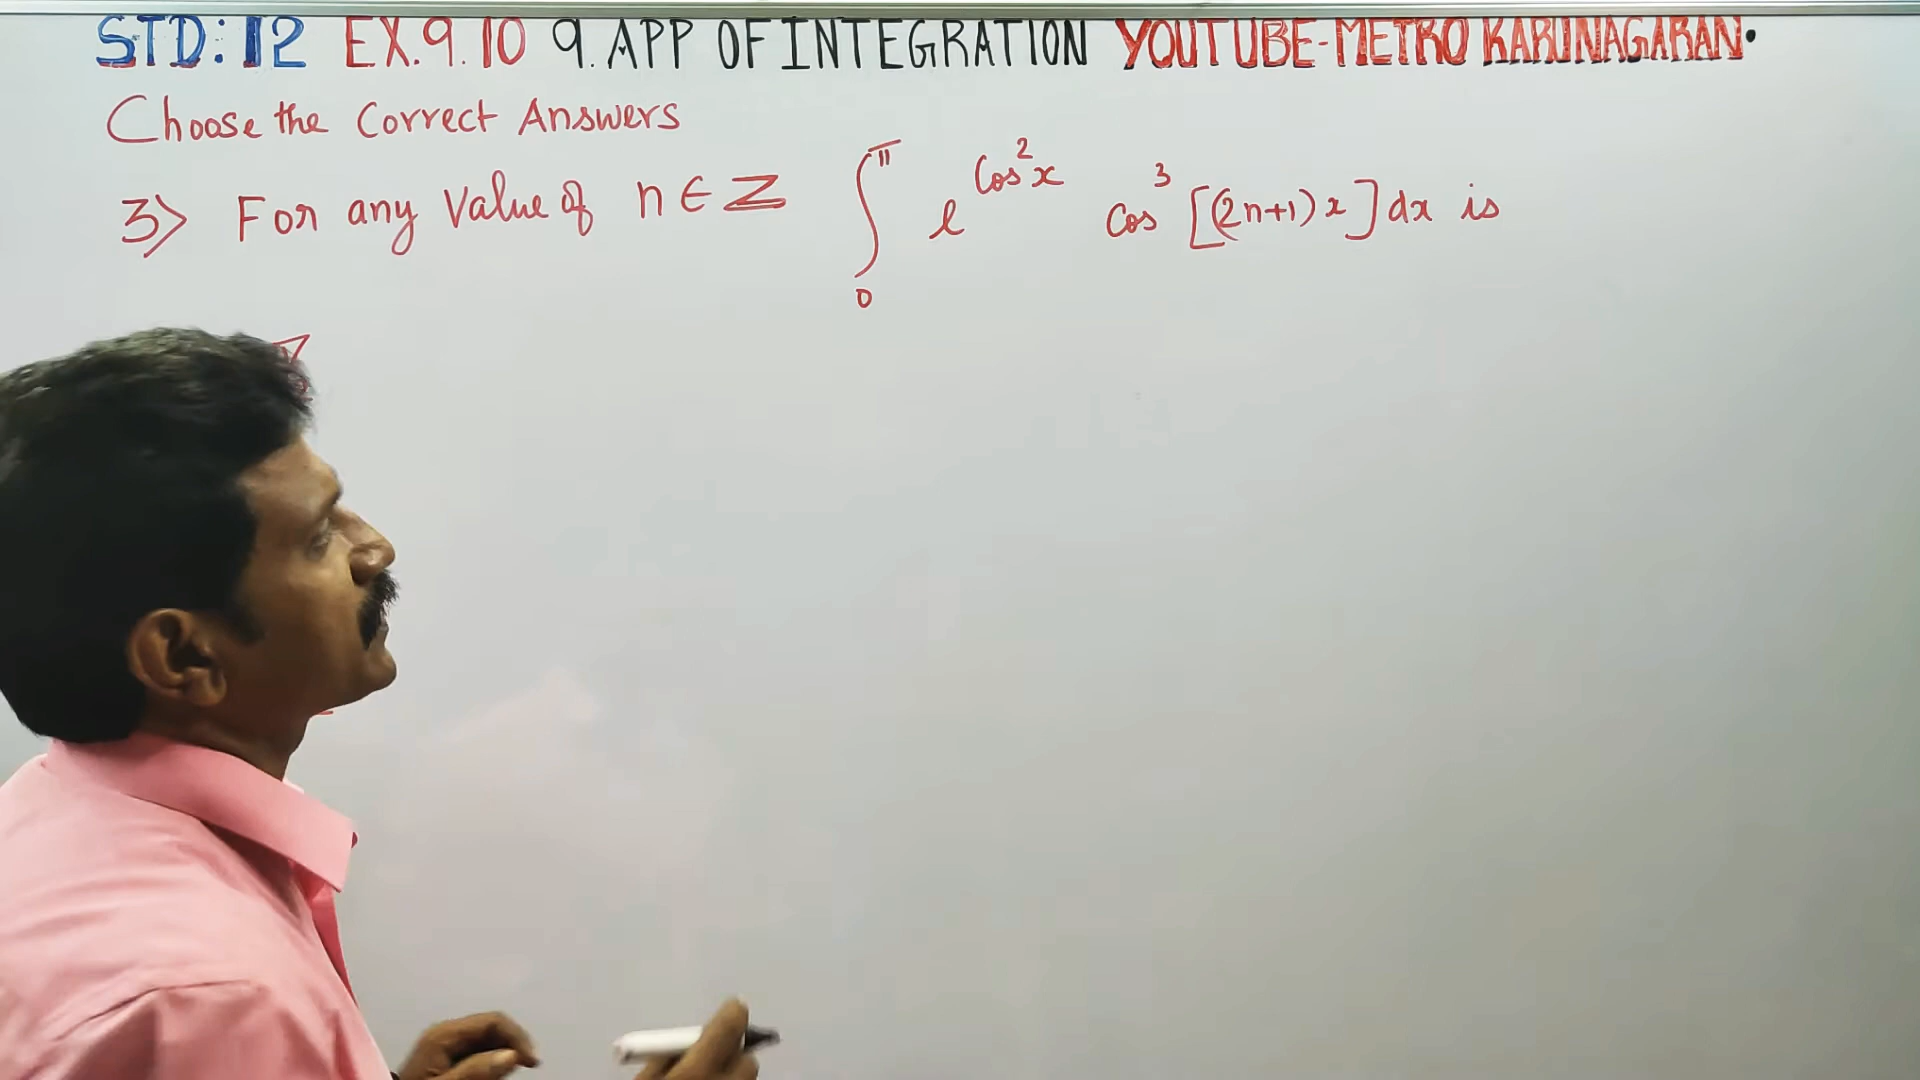 STD: 12 EX.9.10 9. APP OF INTEGRATION YOUTUBE-METRO KARUNAGARAN.
Choose the Correct Answers
3) For any Value of n ∈ Z ∫₀^π e^{cos²x} cos³ [(2n+1)x] dx is